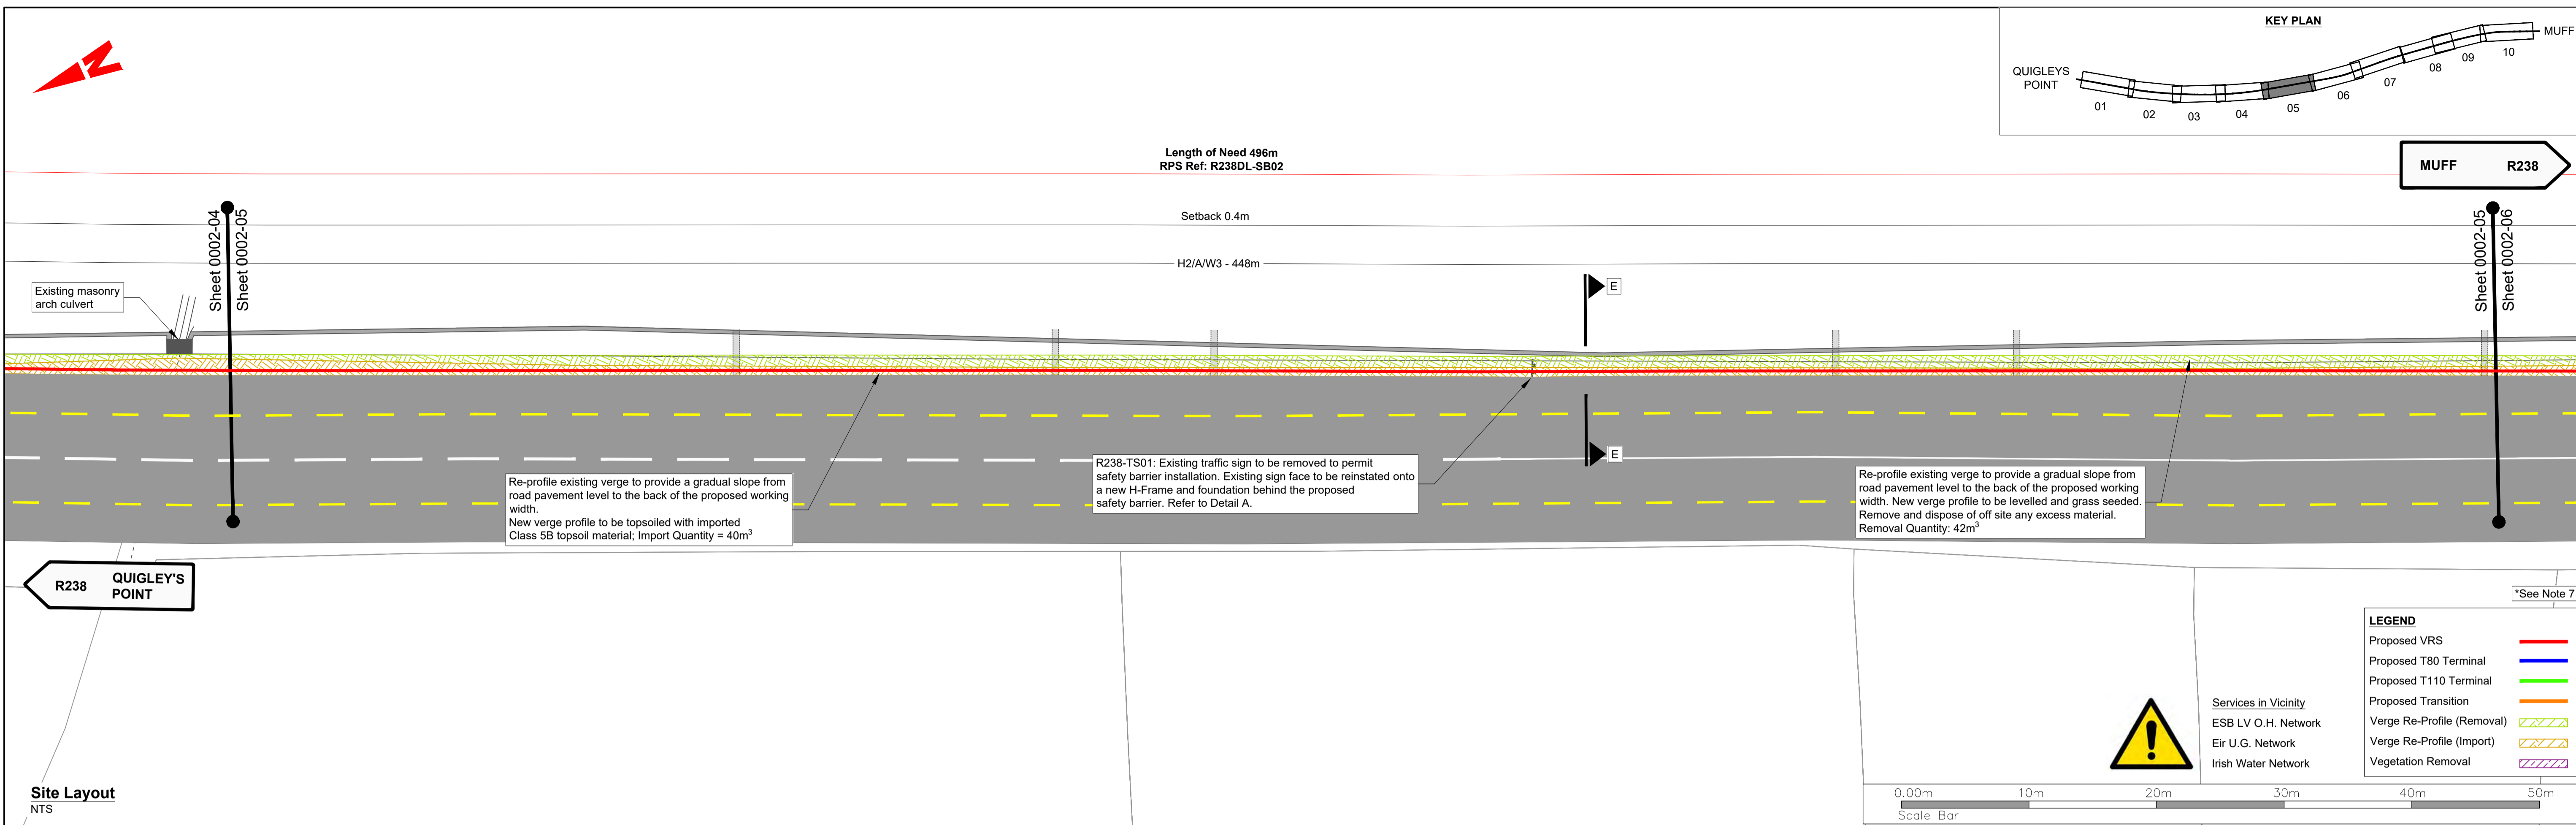 KEY PLAN
MUFF
QUIGLEYS
POINT
01
02
03
04
05
06
07
08
09
10
N
Length of Need 496m
RPS Ref: R238DL-SB02
MUFF R238
Setback 0.4m
H2/A/W3 - 448m
Sheet 0002-04
Sheet 0002-05
Sheet 0002-05
Sheet 0002-06
Existing masonry
arch culvert
E
E
Re-profile existing verge to provide a gradual slope from
road pavement level to the back of the proposed working
width.
New verge profile to be topsoiled with imported
Class 5B topsoil material; Import Quantity = 40m³
R238-TS01: Existing traffic sign to be removed to permit
safety barrier installation. Existing sign face to be reinstated onto
a new H-Frame and foundation behind the proposed
safety barrier. Refer to Detail A.
Re-profile existing verge to provide a gradual slope from
road pavement level to the back of the proposed working
width. New verge profile to be levelled and grass seeded.
Remove and dispose of off site any excess material.
Removal Quantity: 42m³
R238 QUIGLEY'S
POINT
*See Note 7
LEGEND
Proposed VRS
Proposed T80 Terminal
Proposed T110 Terminal
Proposed Transition
Verge Re-Profile (Removal)
Verge Re-Profile (Import)
Vegetation Removal
Services in Vicinity
ESB LV O.H. Network
Eir U.G. Network
Irish Water Network
Site Layout
NTS
0.00m 10m 20m 30m 40m 50m
Scale Bar